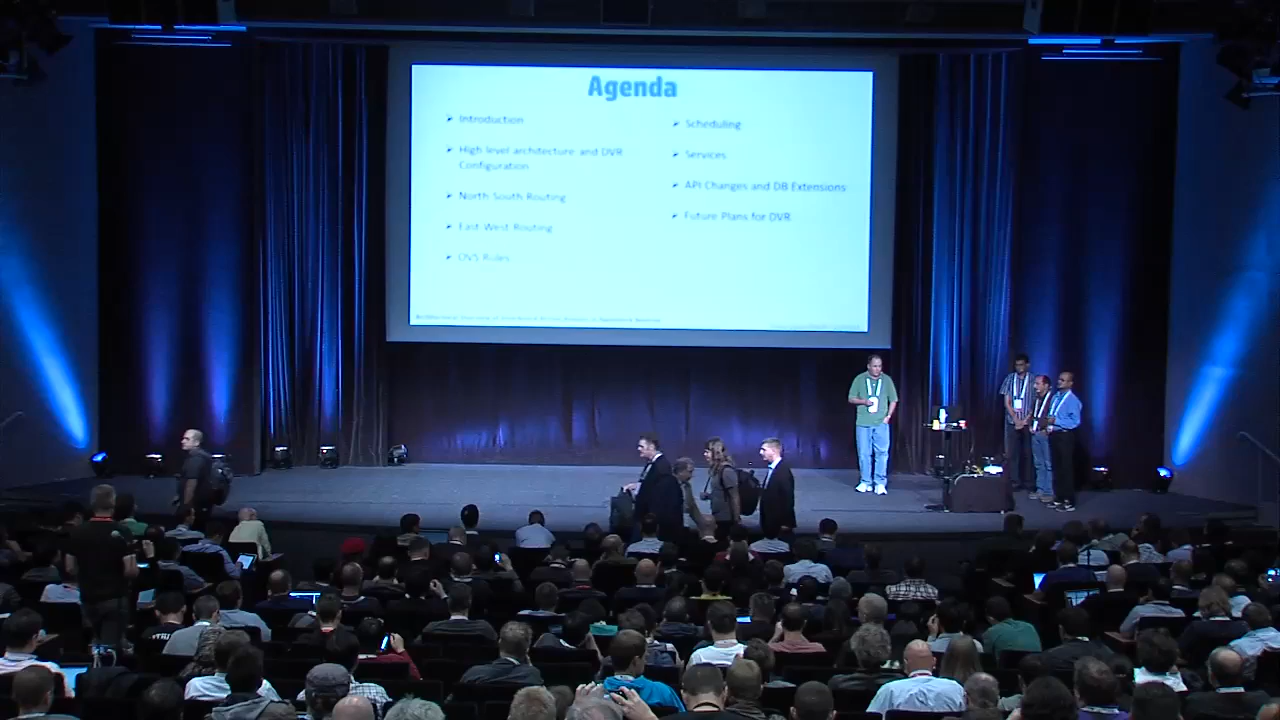 Agenda
Introduction
High level architecture and DVR
Configuration
North South Routing
East West Routing
OVS Rules
Scheduling
Services
API Changes and DB Extensions
Future Plans for DVR